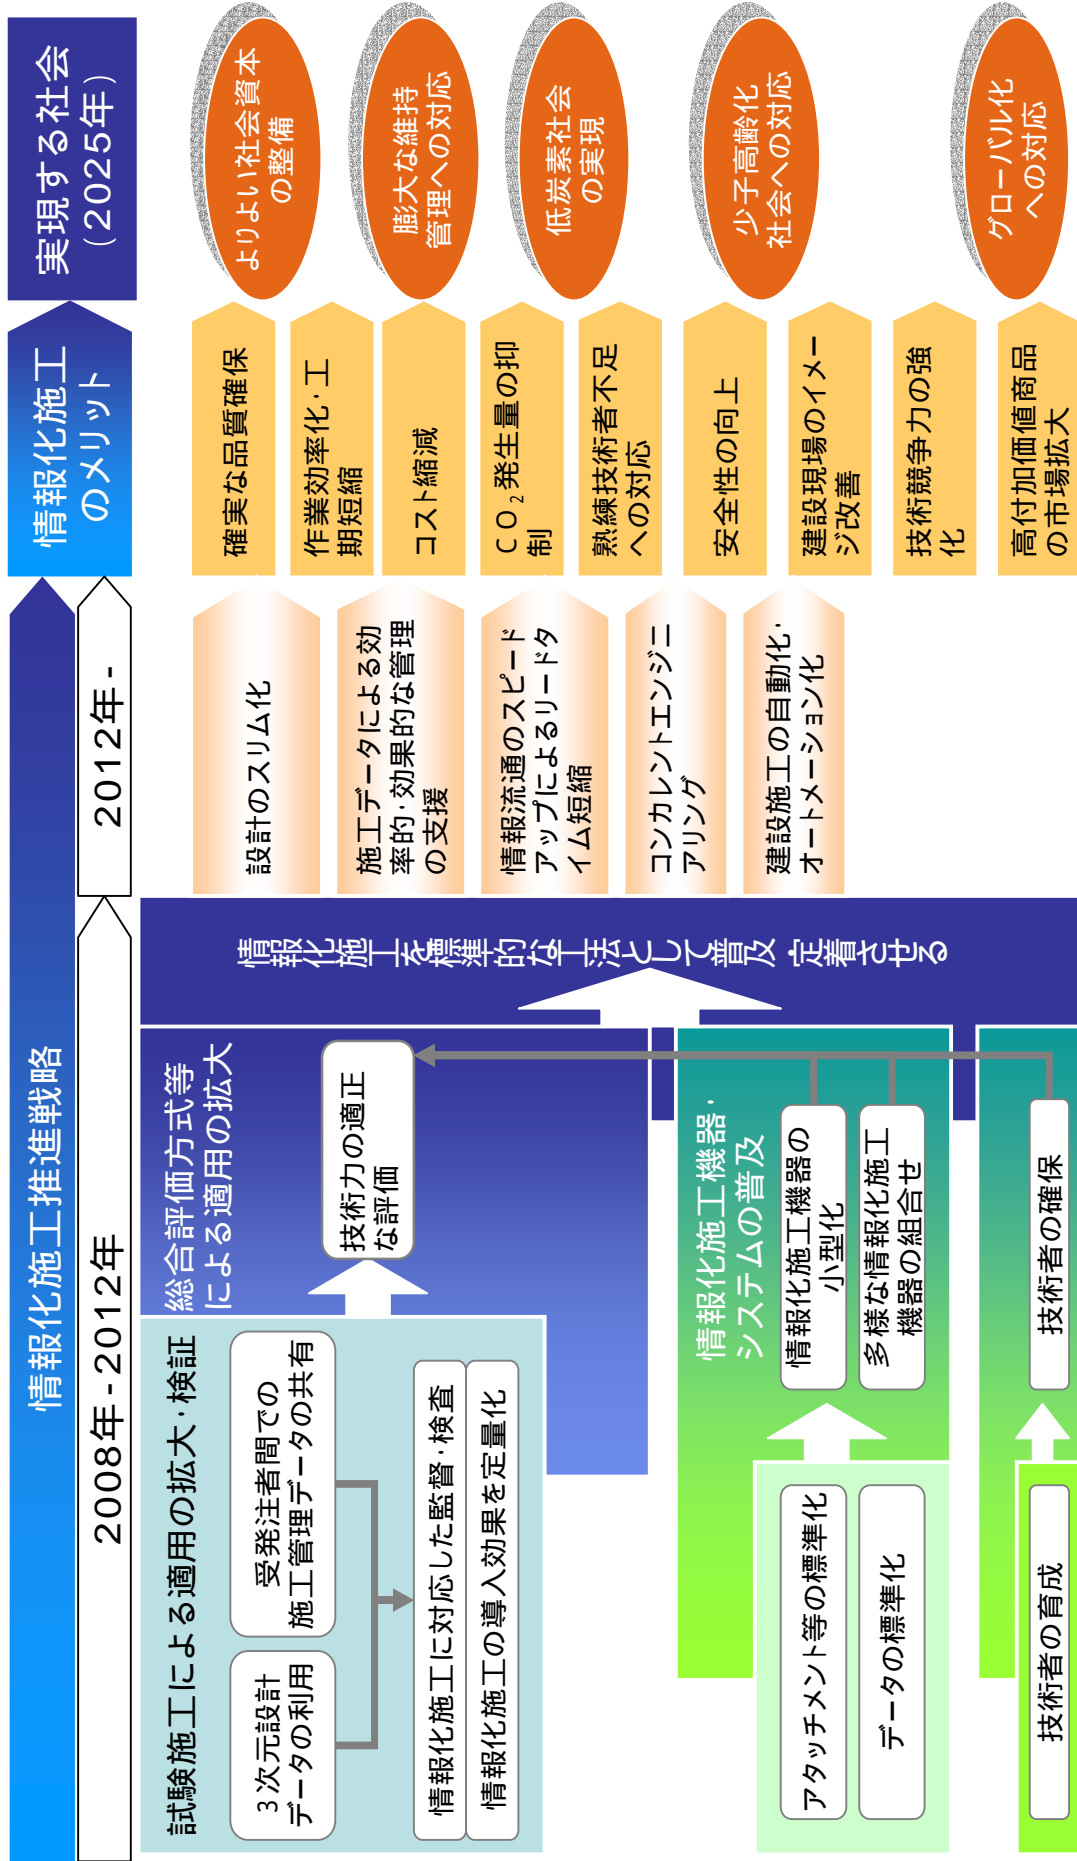 情報化施工推進戦略
情報化施工
のメリット
実現する社会
(2025年)
2008年-2012年
2012年-
試験施工による適用の拡大・検証
3次元設計
データの利用
受発注者間での
施工管理データの共有
情報化施工に対応した監督・検査
情報化施工の導入効果を定量化
総合評価方式等
による適用の拡大
技術力の適正
な評価
アタッチメント等の標準化
データの標準化
情報化施工機器・
システムの普及
情報化施工機器の
小型化
多様な情報化施工
機器の組合せ
技術者の育成
技術者の確保
情報化施工を標準的な工法として普及・定着させる
設計のスリム化
施工データによる効
率的・効果的な管理
の支援
情報流通のスピード
アップによるリードタ
イム短縮
コンカレントエンジニ
アリング
建設施工の自動化・
オートメーション化
確実な品質確保
作業効率化・工
期短縮
コスト縮減
CO₂発生量の抑
制
熟練技術者不足
への対応
安全性の向上
建設現場のイメー
ジ改善
技術競争力の強
化
高付加価値商品
の市場拡大
よりよい社会資本
の整備
膨大な維持
管理への対応
低炭素社会
の実現
少子高齢化
社会への対応
グローバル化
への対応